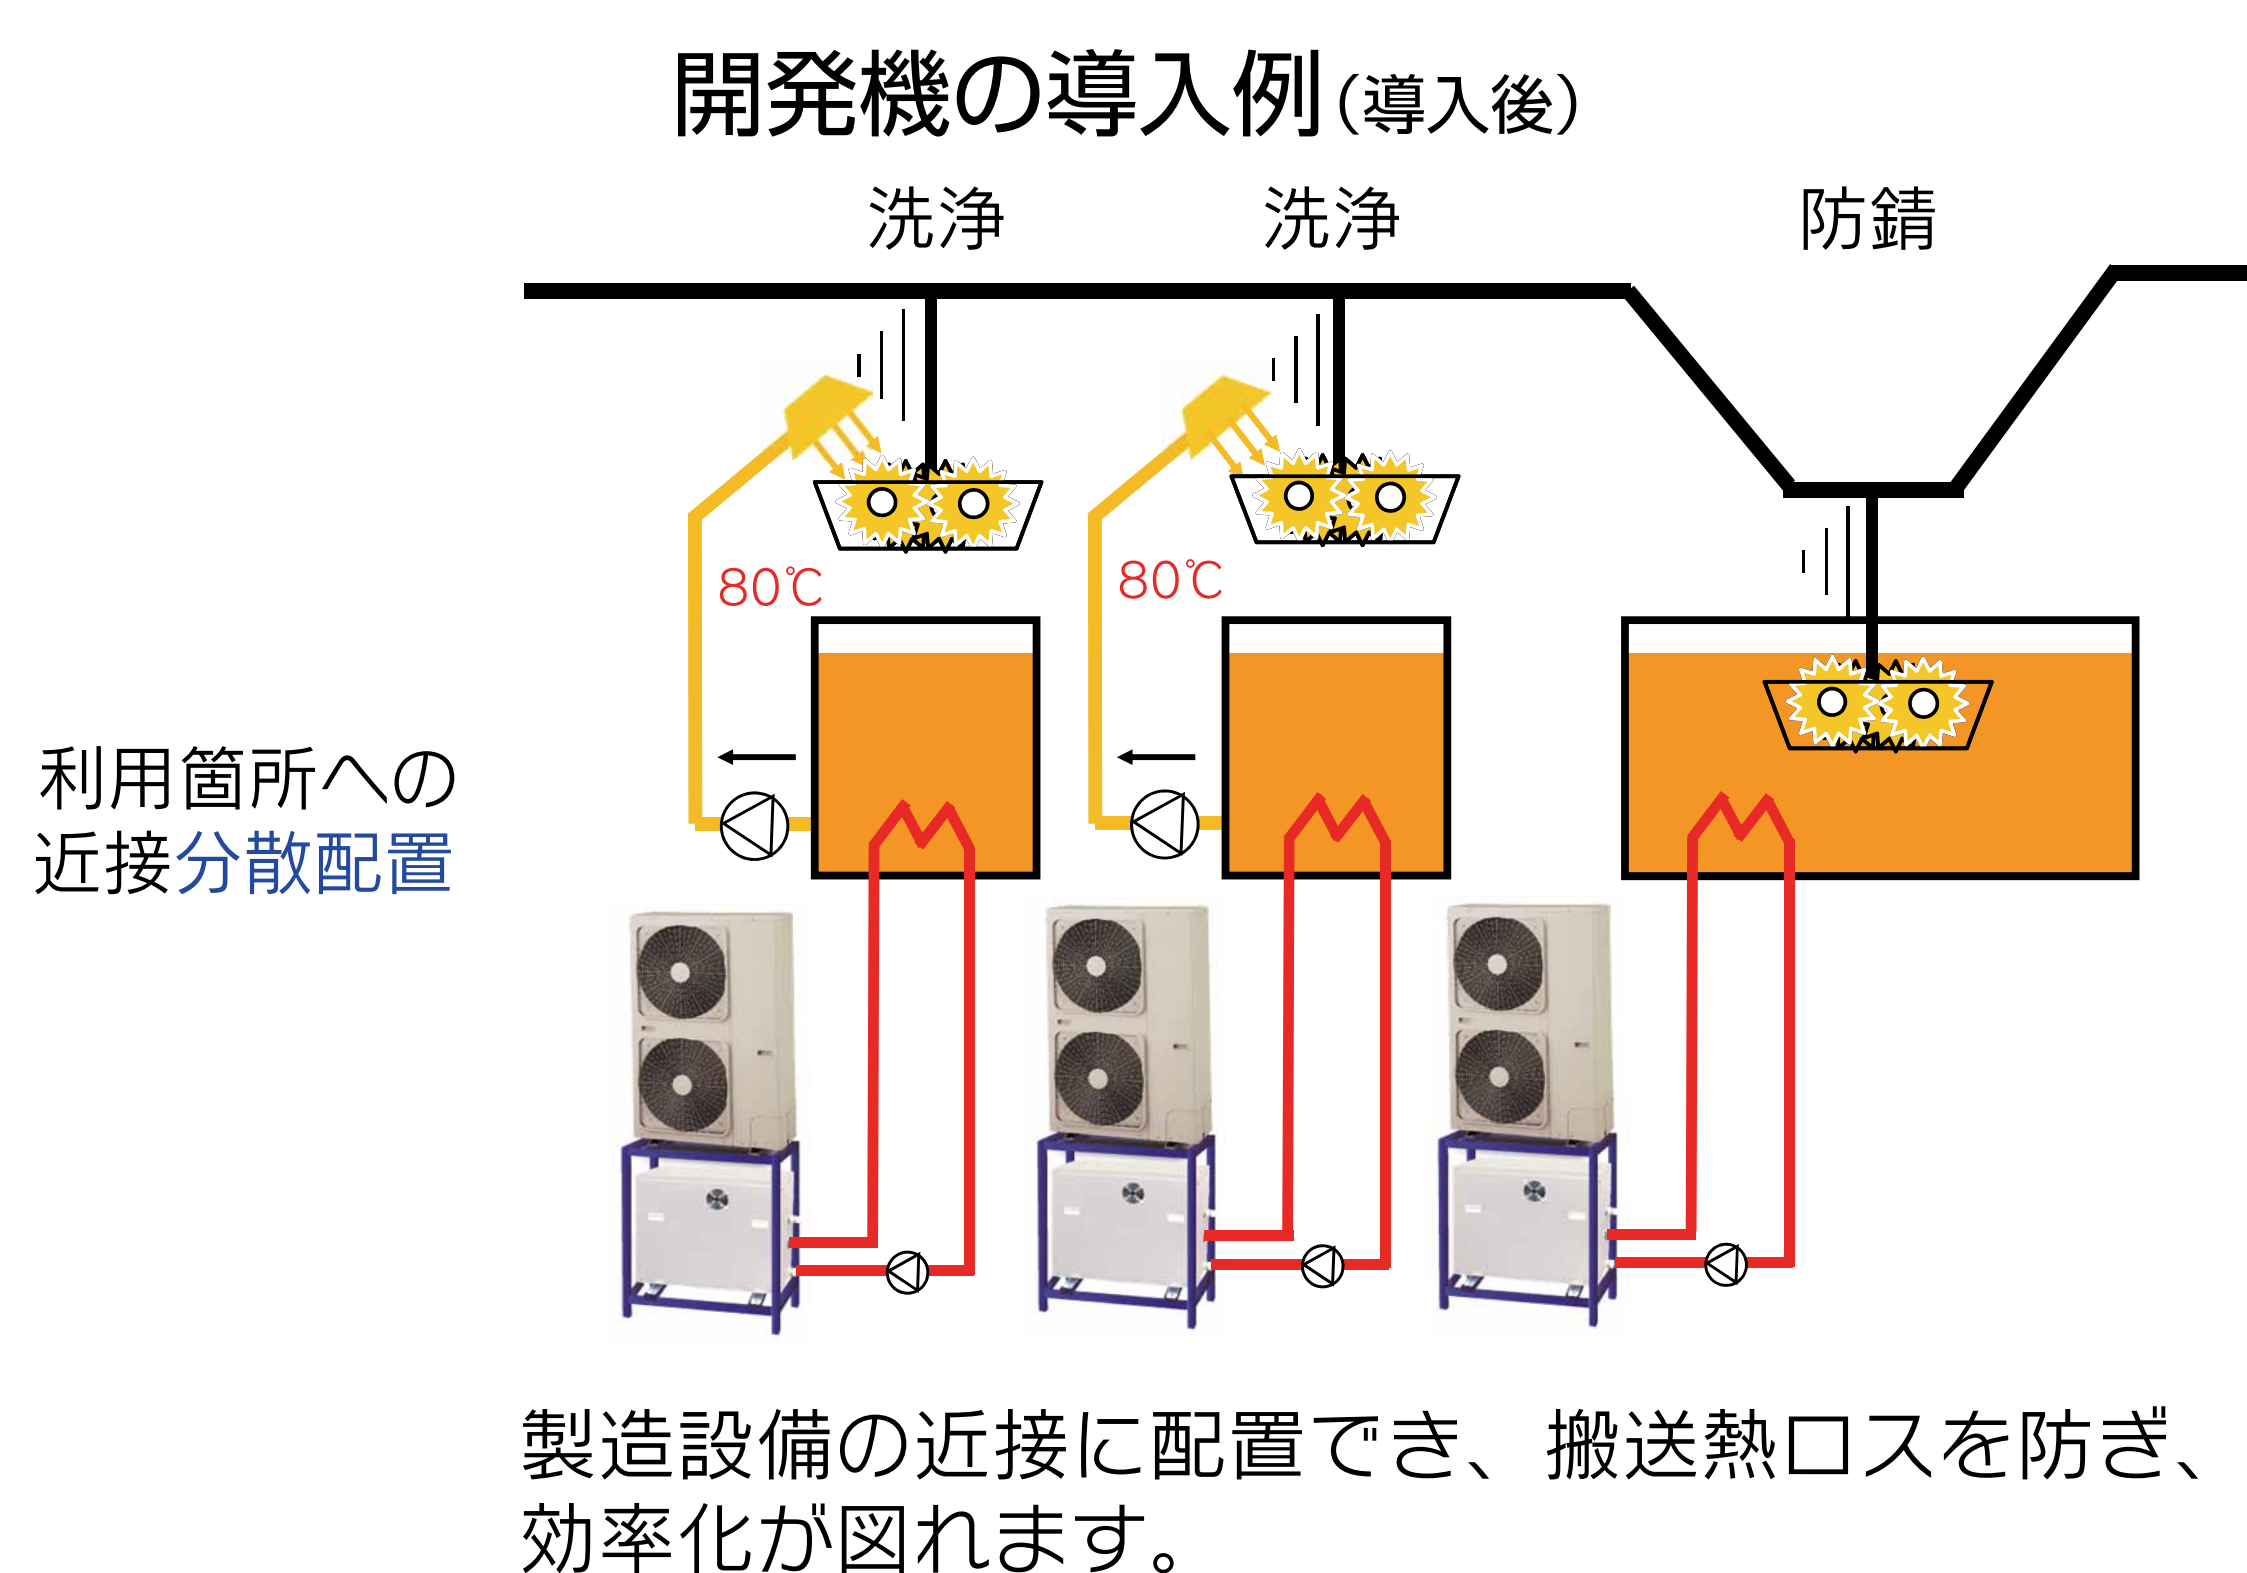 開発機の導入例（導入後）
洗浄
洗浄
防錆
80℃
80℃
利用箇所への
近接分散配置
製造設備の近接に配置でき、搬送熱ロスを防ぎ、
効率化が図れます。